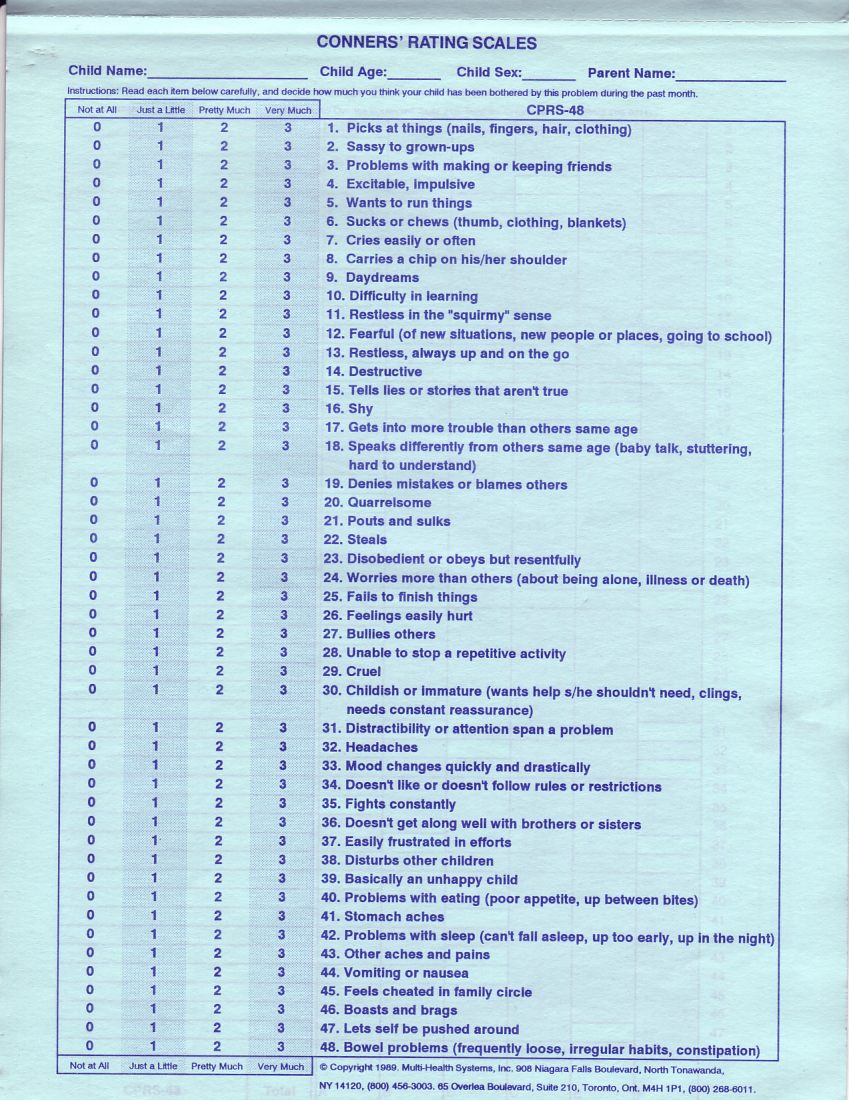 CONNERS' RATING SCALES
Child Name:____________________ Child Age:_______ Child Sex:_______ Parent Name:______________
Instructions: Read each item below carefully, and decide how much you think your child has been bothered by this problem during the past month.
Not at All Just a Little Pretty Much Very Much CPRS-48
0 1 2 3 1. Picks at things (nails, fingers, hair, clothing)
0 1 2 3 2. Sassy to grown-ups
0 1 2 3 3. Problems with making or keeping friends
0 1 2 3 4. Excitable, impulsive
0 1 2 3 5. Wants to run things
0 1 2 3 6. Sucks or chews (thumb, clothing, blankets)
0 1 2 3 7. Cries easily or often
0 1 2 3 8. Carries a chip on his/her shoulder
0 1 2 3 9. Daydreams
0 1 2 3 10. Difficulty in learning
0 1 2 3 11. Restless in the "squirmy" sense
0 1 2 3 12. Fearful (of new situations, new people or places, going to school)
0 1 2 3 13. Restless, always up and on the go
0 1 2 3 14. Destructive
0 1 2 3 15. Tells lies or stories that aren't true
0 1 2 3 16. Shy
0 1 2 3 17. Gets into more trouble than others same age
0 1 2 3 18. Speaks differently from others same age (baby talk, stuttering,
hard to understand)
0 1 2 3 19. Denies mistakes or blames others
0 1 2 3 20. Quarrelsome
0 1 2 3 21. Pouts and sulks
0 1 2 3 22. Steals
0 1 2 3 23. Disobedient or obeys but resentfully
0 1 2 3 24. Worries more than others (about being alone, illness or death)
0 1 2 3 25. Fails to finish things
0 1 2 3 26. Feelings easily hurt
0 1 2 3 27. Bullies others
0 1 2 3 28. Unable to stop a repetitive activity
0 1 2 3 29. Cruel
0 1 2 3 30. Childish or immature (wants help s/he shouldn't need, clings,
needs constant reassurance)
0 1 2 3 31. Distractibility or attention span a problem
0 1 2 3 32. Headaches
0 1 2 3 33. Mood changes quickly and drastically
0 1 2 3 34. Doesn't like or doesn't follow rules or restrictions
0 1 2 3 35. Fights constantly
0 1 2 3 36. Doesn't get along well with brothers or sisters
0 1 2 3 37. Easily frustrated in efforts
0 1 2 3 38. Disturbs other children
0 1 2 3 39. Basically an unhappy child
0 1 2 3 40. Problems with eating (poor appetite, up between bites)
0 1 2 3 41. Stomach aches
0 1 2 3 42. Problems with sleep (can't fall asleep, up too early, up in the night)
0 1 2 3 43. Other aches and pains
0 1 2 3 44. Vomiting or nausea
0 1 2 3 45. Feels cheated in family circle
0 1 2 3 46. Boasts and brags
0 1 2 3 47. Lets self be pushed around
0 1 2 3 48. Bowel problems (frequently loose, irregular habits, constipation)
Not at All Just a Little Pretty Much Very Much © Copyright 1989. Multi-Health Systems, Inc. 908 Niagara Falls Boulevard, North Tonawanda,
NY 14120, (800) 456-3003. 65 Overlea Boulevard, Suite 210, Toronto, Ont. M4H 1P1, (800) 268-6011.